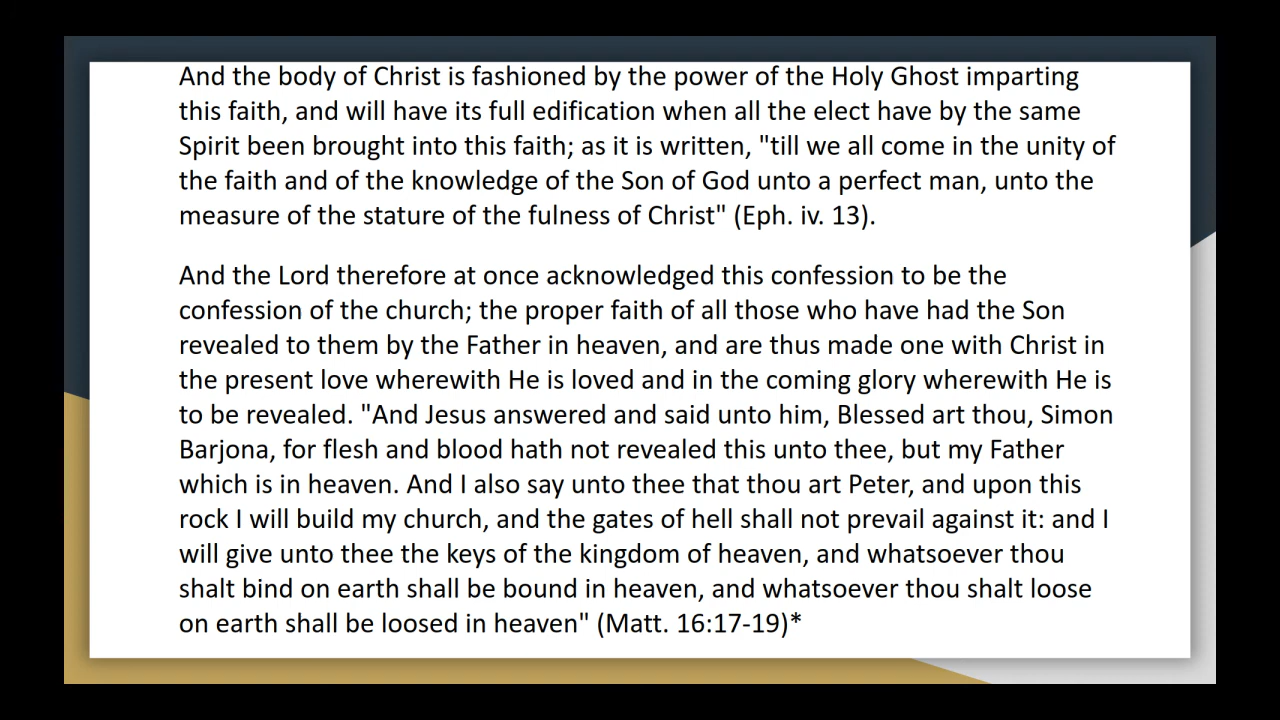 And the body of Christ is fashioned by the power of the Holy Ghost imparting
this faith, and will have its full edification when all the elect have by the same
Spirit been brought into this faith; as it is written, "till we all come in the unity of
the faith and of the knowledge of the Son of God unto a perfect man, unto the
measure of the stature of the fulness of Christ" (Eph. iv. 13).
And the Lord therefore at once acknowledged this confession to be the
confession of the church; the proper faith of all those who have had the Son
revealed to them by the Father in heaven, and are thus made one with Christ in
the present love wherewith He is loved and in the coming glory wherewith He is
to be revealed. "And Jesus answered and said unto him, Blessed art thou, Simon
Barjona, for flesh and blood hath not revealed this unto thee, but my Father
which is in heaven. And I also say unto thee that thou art Peter, and upon this
rock I will build my church, and the gates of hell shall not prevail against it: and I
will give unto thee the keys of the kingdom of heaven, and whatsoever thou
shalt bind on earth shall be bound in heaven, and whatsoever thou shalt loose
on earth shall be loosed in heaven" (Matt. 16:17-19)*